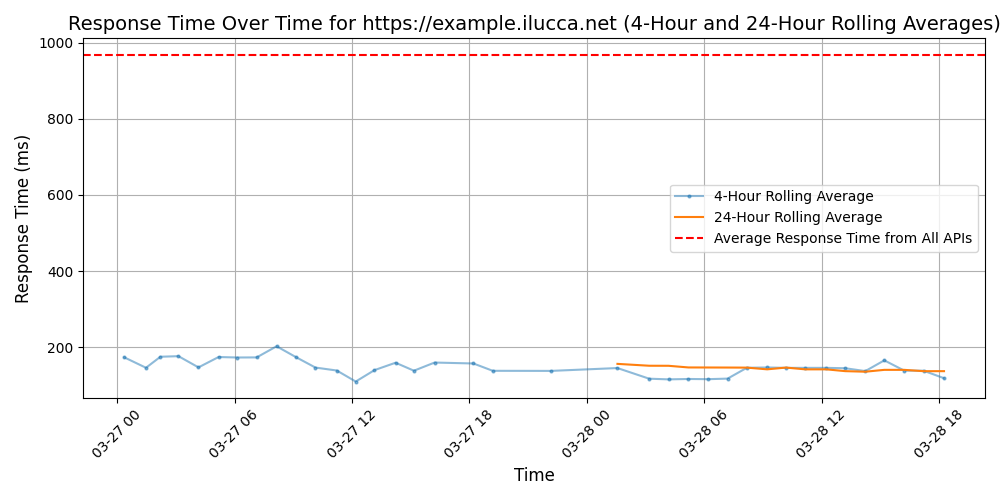 Response Time Over Time for https://example.ilucca.net (4-Hour and 24-Hour Rolling Averages)
Response Time (ms)
1000
800
600
400
200
4-Hour Rolling Average
24-Hour Rolling Average
Average Response Time from All APIs
03-27 00
03-27 06
03-27 12
03-27 18
03-28 00
03-28 06
03-28 12
03-28 18
Time